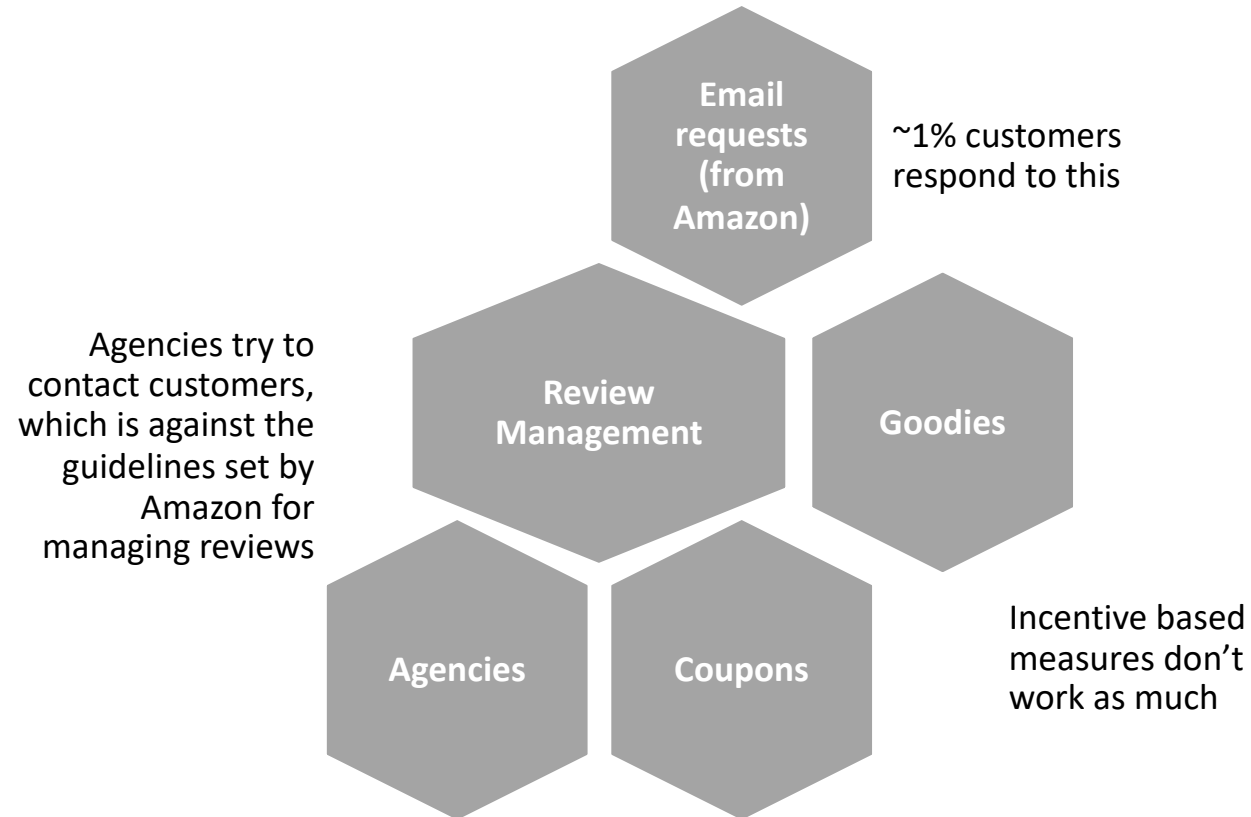 Email
requests
(from
Amazon)
~1% customers
respond to this
Agencies try to
contact customers,
which is against the
guidelines set by
Amazon for
managing reviews
Review
Management
Goodies
Agencies
Coupons
Incentive based
measures don’t
work as much